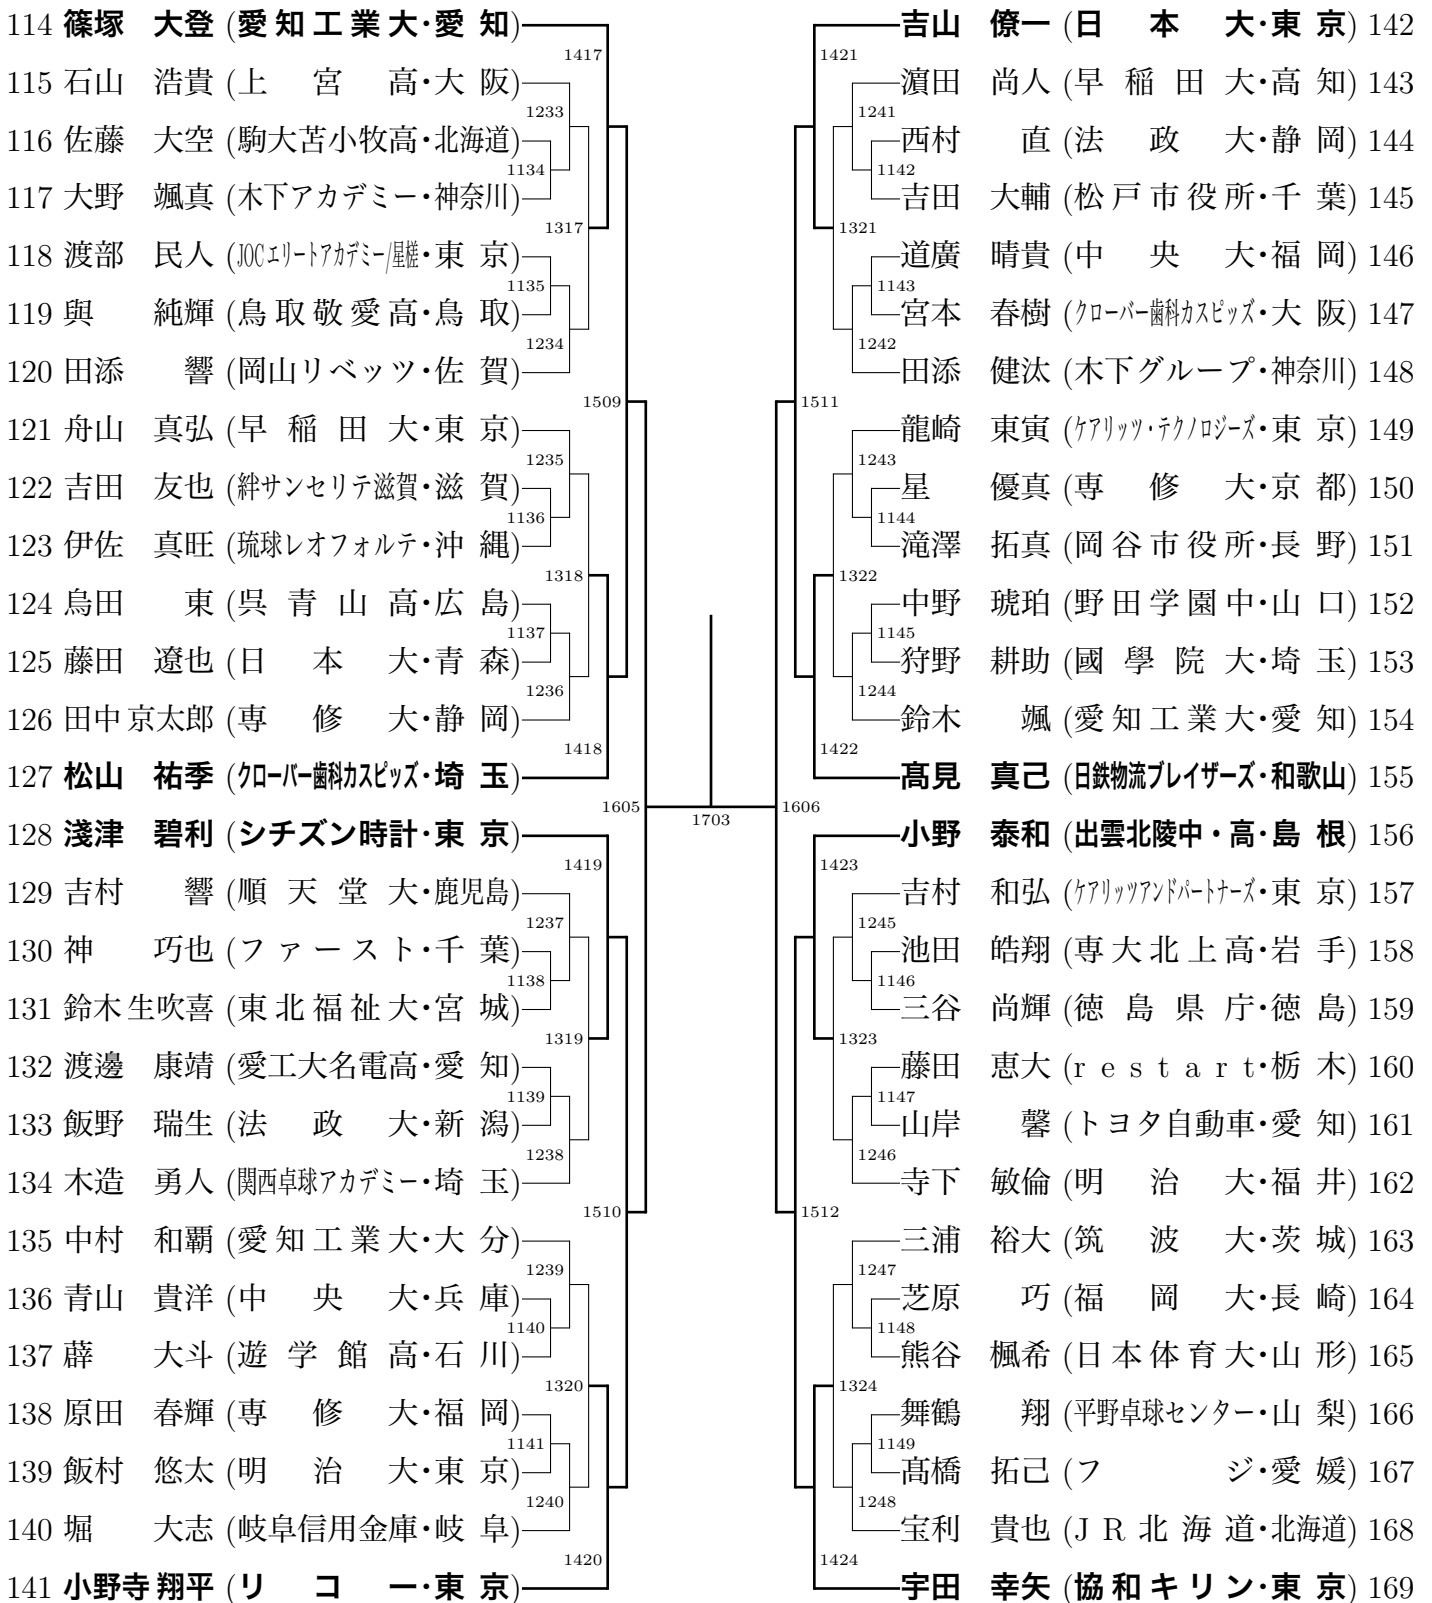 114 篠塚 大登 (愛知工業大・愛知)
115 石山 浩貴 (上宮高・大阪)
116 佐藤 大空 (駒大苫小牧高・北海道)
117 大野 颯真 (木下アカデミー・神奈川)
118 渡部 民人 (JOCエリートアカデミー/星槎・東京)
119 與 純輝 (鳥取敬愛高・鳥取)
120 田添 響 (岡山リベッツ・佐賀)
121 舟山 真弘 (早稲田大・東京)
122 吉田 友也 (絆サンセリテ滋賀・滋賀)
123 伊佐 真旺 (琉球レオフォルテ・沖縄)
124 烏田 東 (呉青山高・広島)
125 藤田 遼也 (日本大・青森)
126 田中 京太郎 (専修大・静岡)
127 松山 祐季 (クローバー歯科カスピッズ・埼玉)
128 淺津 碧利 (シチズン時計・東京)
129 吉村 響 (順天堂大・鹿児島)
130 神 巧也 (ファースト・千葉)
131 鈴木 生吹喜 (東北福祉大・宮城)
132 渡邊 康靖 (愛工大名電高・愛知)
133 飯野 瑞生 (法政大・新潟)
134 木造 勇人 (関西卓球アカデミー・埼玉)
135 中村 和覇 (愛知工業大・大分)
136 青山 貴洋 (中央大・兵庫)
137 薜 大斗 (遊学館高・石川)
138 原田 春輝 (専修大・福岡)
139 飯村 悠太 (明治大・東京)
140 堀 大志 (岐阜信用金庫・岐阜)
141 小野寺 翔平 (リコー・東京)
1417
1233
1134
1317
1135
1234
1509
1235
1136
1318
1137
1236
1418
1605
1419
1237
1138
1319
1139
1238
1510
1239
1140
1320
1141
1240
1420
1703
1606
1421
1241
1142
1321
1143
1242
1511
1243
1144
1322
1145
1244
1422
1423
1245
1146
1323
1147
1246
1512
1247
1148
1324
1149
1248
1424
吉山 僚一 (日本大・東京) 142
濵田 尚人 (早稲田大・高知) 143
西村 直 (法政大・静岡) 144
吉田 大輔 (松戸市役所・千葉) 145
道廣 晴貴 (中央大・福岡) 146
宮本 春樹 (クローバー歯科カスピッズ・大阪) 147
田添 健汰 (木下グループ・神奈川) 148
龍崎 東寅 (ケアリッツ・テクノロジーズ・東京) 149
星 優真 (専修大・京都) 150
滝澤 拓真 (岡谷市役所・長野) 151
中野 琥珀 (野田学園中・山口) 152
狩野 耕助 (國學院大・埼玉) 153
鈴木 颯 (愛知工業大・愛知) 154
髙見 真己 (日鉄物流ブレイザーズ・和歌山) 155
小野 泰和 (出雲北陵中・高・島根) 156
吉村 和弘 (ケアリッツアンドパートナーズ・東京) 157
池田 皓翔 (専大北上高・岩手) 158
三谷 尚輝 (徳島県庁・徳島) 159
藤田 恵大 (restart・栃木) 160
山岸 馨 (トヨタ自動車・愛知) 161
寺下 敏倫 (明治大・福井) 162
三浦 裕大 (筑波大・茨城) 163
芝原 巧 (福岡大・長崎) 164
熊谷 楓希 (日本体育大・山形) 165
舞鶴 翔 (平野卓球センター・山梨) 166
髙橋 拓己 (フジ・愛媛) 167
宝利 貴也 (JR北海道・北海道) 168
宇田 幸矢 (協和キリン・東京) 169